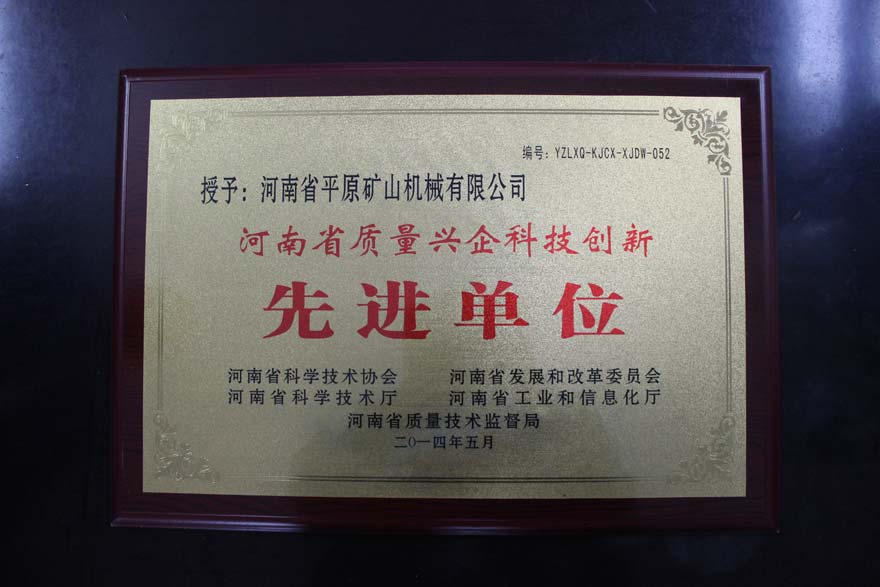 编号：YZLXQ-KJCX-XJDW-052
授予：河南省平原矿山机械有限公司
河南省质量兴企科技创新
先进单位
河南省科学技术协会 河南省发展和改革委员会
河南省科学技术厅 河南省工业和信息化厅
河南省质量技术监督局
二〇一四年五月